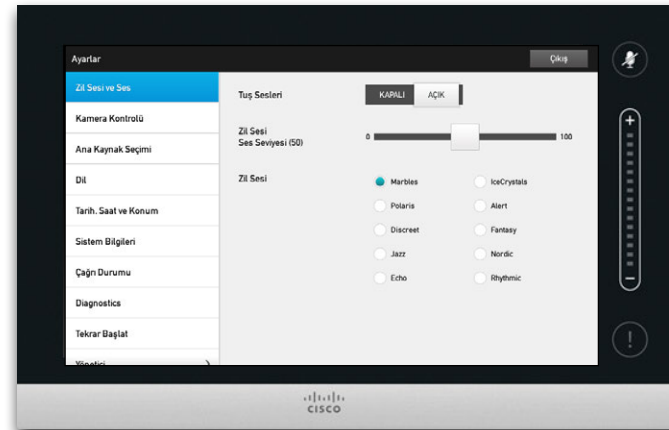 Ayarlar
Çıkış
Zil Sesi ve Ses
Kamera Kontrolü
Ana Kaynak Seçimi
Dil
Tarih. Saat ve Konum
Sistem Bilgileri
Çağrı Durumu
Diagnostics
Tekrar Başlat
Yönetici
Tuş Sesleri
KAPALI AÇIK
Zil Sesi
Ses Seviyesi (50)
0 100
Zil Sesi
Marbles IceCrystals
Polaris Alert
Discreet Fantasy
Jazz Nordic
Echo Rhythmic
+
-
!
CISCO